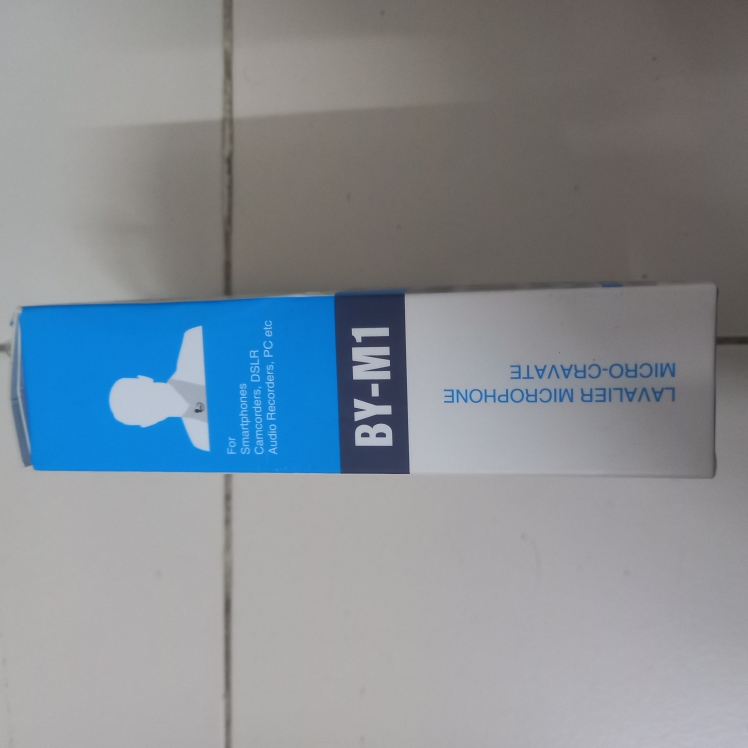 For
Smartphones
Camcorders, DSLR
Audio Recorders, PC etc
BY-M1
LAVALIER MICROPHONE
MICRO-CRAVATE